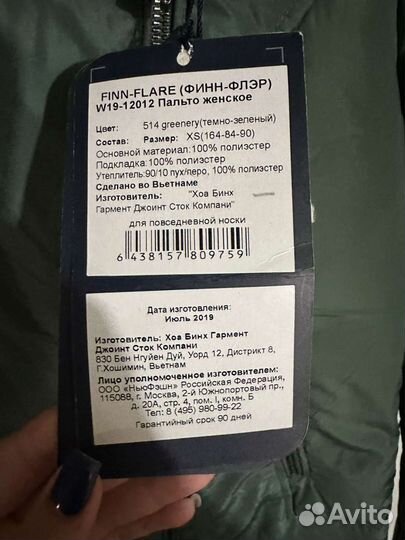 FINN-FLARE (ФИНН-ФЛЭР)
W19-12012 Пальто женское
Цвет: 514 greenery(темно-зеленый)
Состав: Размер: XS(164-84-90)
Основной материал:100% полиэстер
Подкладка:100% полиэстер
Утеплитель:90/10 пух/перо, 100% полиэстер
Сделано во Вьетнаме
Изготовитель: "Хоа Бинх
Гармент Джоинт Сток Компани"
для повседневной носки
6 438157 809759
Дата изготовления:
Июль 2019
Изготовитель: Хоа Бинх Гармент
Джоинт Сток Компани
830 Бен Нгуйен Дуй, Уорд 12, Дистрикт 8,
Г.Хошимин, Вьетнам
Лицо уполномоченное изготовителем:
ООО «НьюФэшн» Российская Федерация,
115088, г. Москва, 2-й Южнопортовый пр.,
д. 20А, стр. 4, пом. I, комн. Б
Тел: 8 (495) 980-99-22
Гарантийный срок 90 дней
Avito